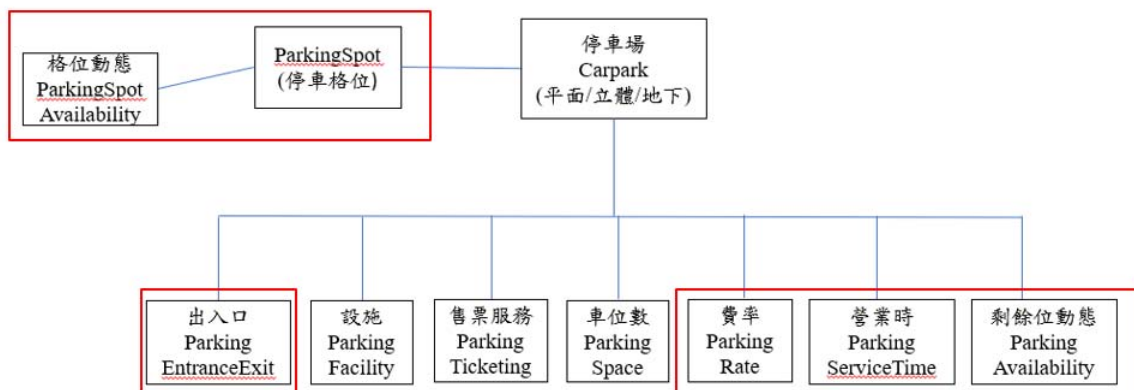 格位動態
ParkingSpot
Availability
ParkingSpot
(停車格位)
停車場
Carpark
(平面/立體/地下)
出入口
Parking
EntranceExit
設施
Parking
Facility
售票服務
Parking
Ticketing
車位數
Parking
Space
費率
Parking
Rate
營業時
Parking
ServiceTime
剩餘位動態
Parking
Availability